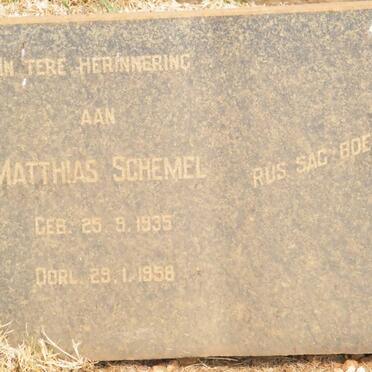 IN TERE HERINNERING
AAN
MATTHIAS SCHEMEL
GEB. 25.9.1935
OORL. 29.1.1958
RUS SAG BOE